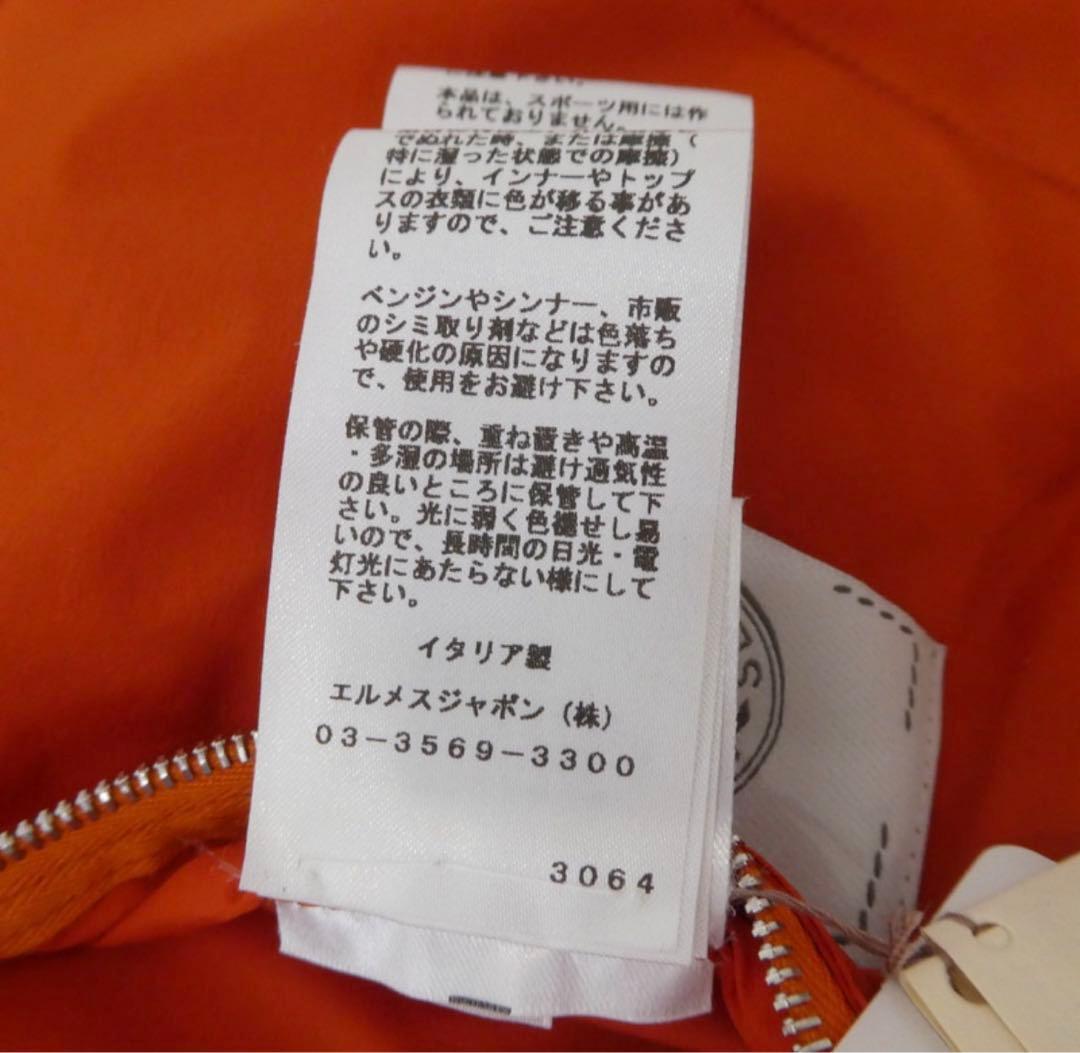 本品は、スポーツ用には作
られておりません。
でぬれた時、または摩擦（
特に湿った状態での摩擦）
により、インナーやトップ
スの衣類に色が移る事があ
りますので、ご注意くださ
い。
ベンジンやシンナー、市販
のシミ取り剤などは色落ち
や硬化の原因になりますの
で、使用をお避け下さい。
保管の際、重ね置きや高温
・多湿の場所は避け通気性
の良いところに保管して下
さい。光に弱く色褪せし易
いので、長時間の日光・電
灯光にあたらない様にして
下さい。
イタリア製
エルメスジャポン（株）
03−3569−3300
3064